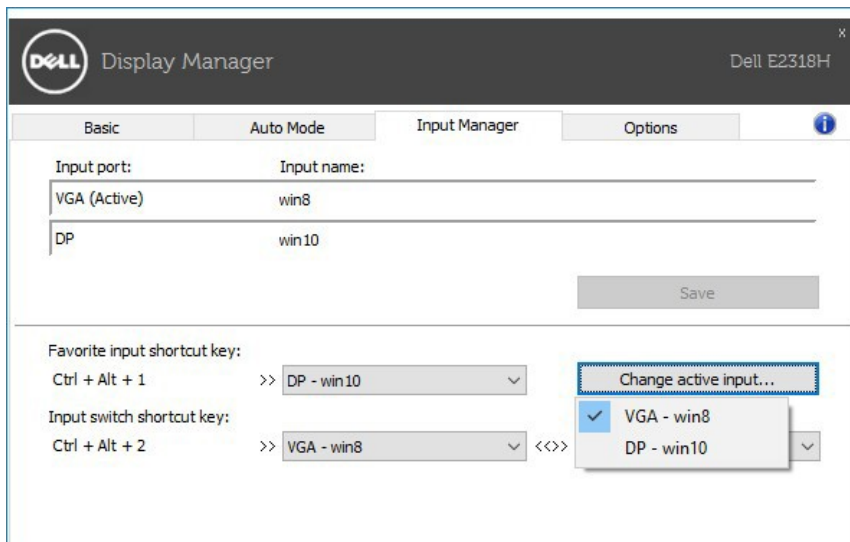 DELL Display Manager
x
Dell E2318H
Basic Auto Mode Input Manager Options i
Input port: Input name:
VGA (Active) win8
DP win10
Save
Favorite input shortcut key:
Ctrl + Alt + 1 >> DP - win10 Change active input...
Input switch shortcut key: VGA - win8
Ctrl + Alt + 2 >> VGA - win8 <<>> DP - win10